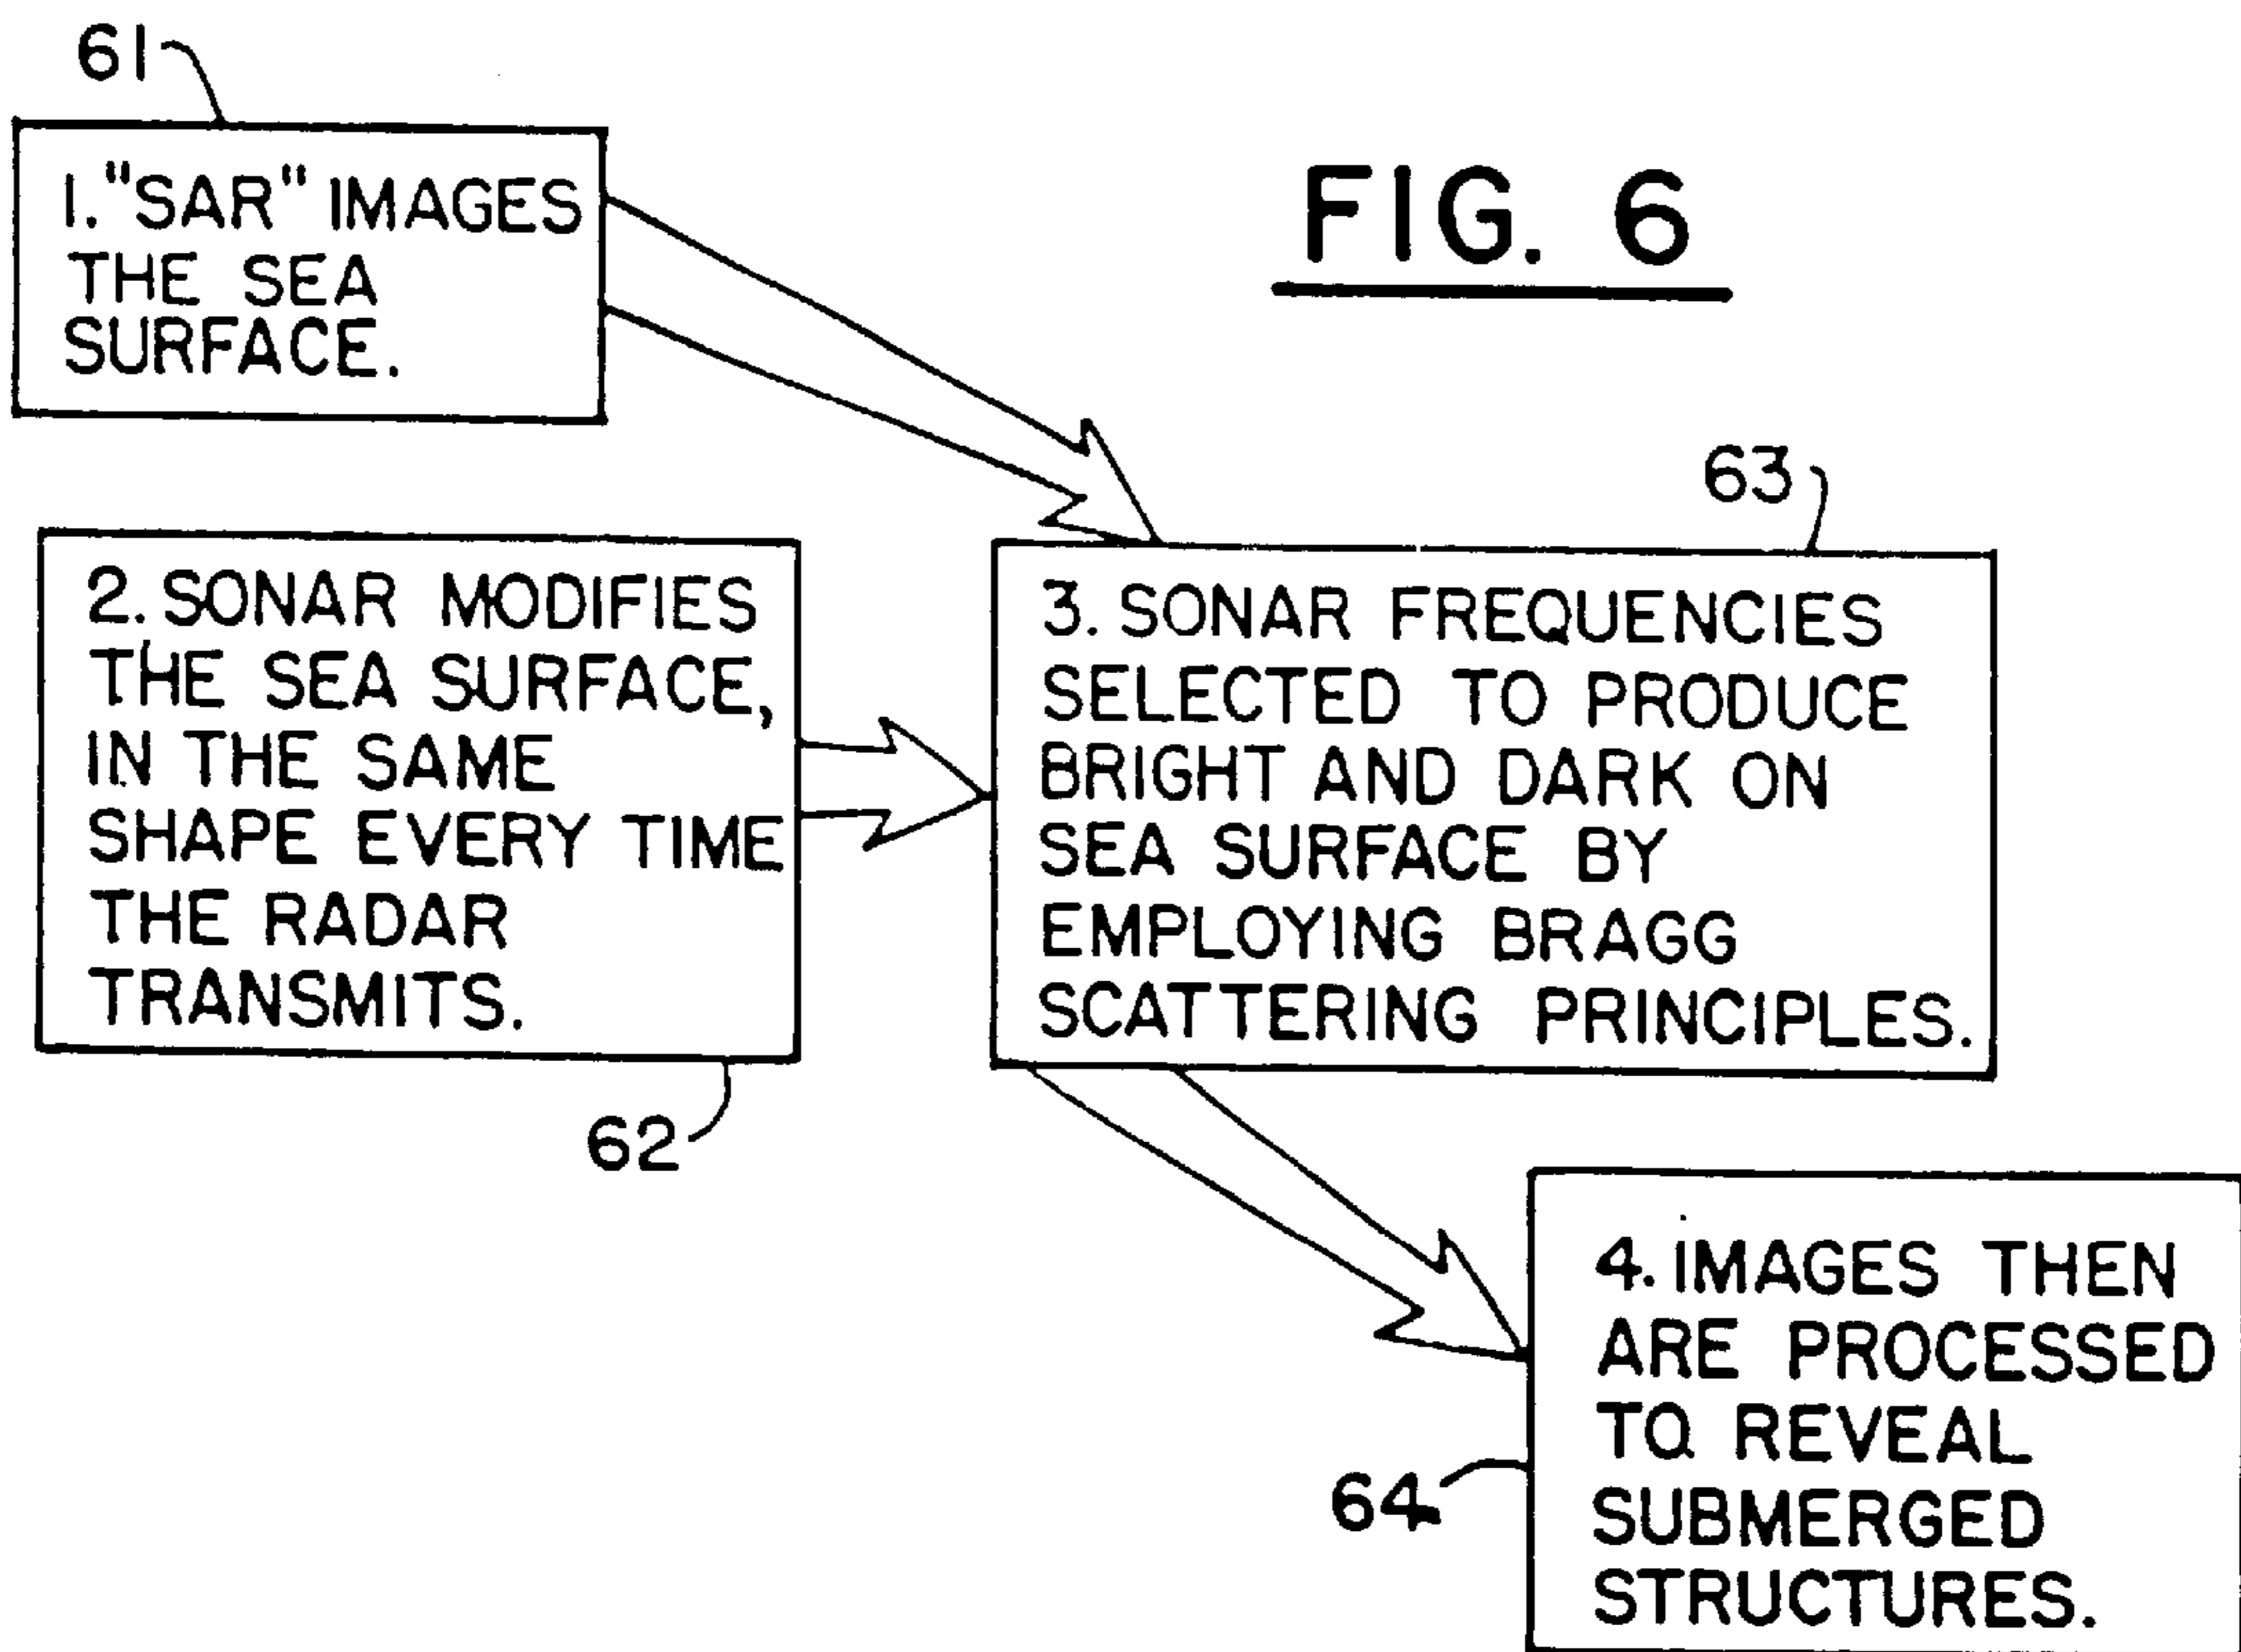 61
1. "SAR" IMAGES
THE SEA
SURFACE.
FIG. 6
2. SONAR MODIFIES
THE SEA SURFACE,
IN THE SAME
SHAPE EVERY TIME
THE RADAR
TRANSMITS.
62
63
3. SONAR FREQUENCIES
SELECTED TO PRODUCE
BRIGHT AND DARK ON
SEA SURFACE BY
EMPLOYING BRAGG
SCATTERING PRINCIPLES.
64
4. IMAGES THEN
ARE PROCESSED
TO REVEAL
SUBMERGED
STRUCTURES.